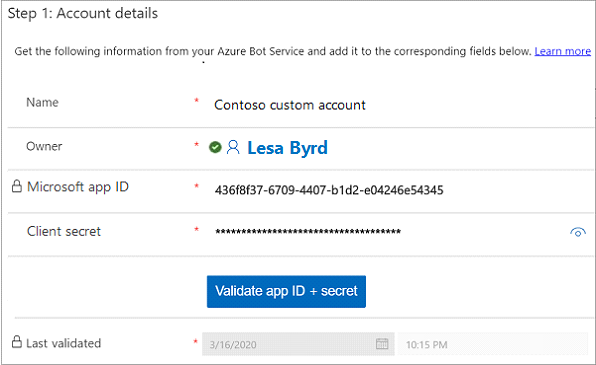 Step 1: Account details
Get the following information from your Azure Bot Service and add it to the corresponding fields below. Learn more
Name * Contoso custom account
Owner * Lesa Byrd
Microsoft app ID * 436f8f37-6709-4407-b1d2-e04246e54345
Client secret * ************************************
Validate app ID + secret
Last validated * 3/16/2020 10:15 PM